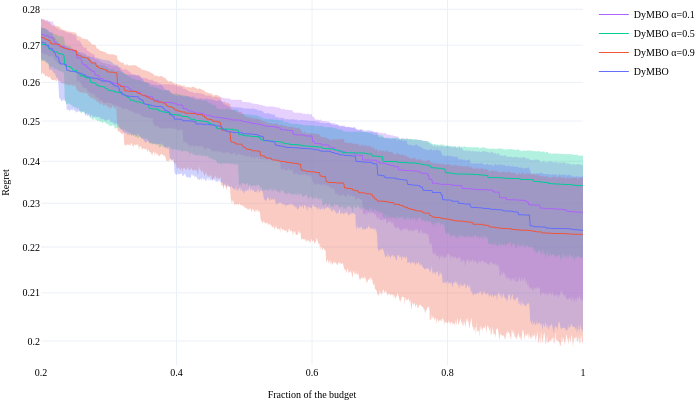 0.28
0.27
0.26
0.25
0.24
0.23
0.22
0.21
0.2
Regret
0.2 0.4 0.6 0.8 1
Fraction of the budget
DyMBO α=0.1
DyMBO α=0.5
DyMBO α=0.9
DyMBO